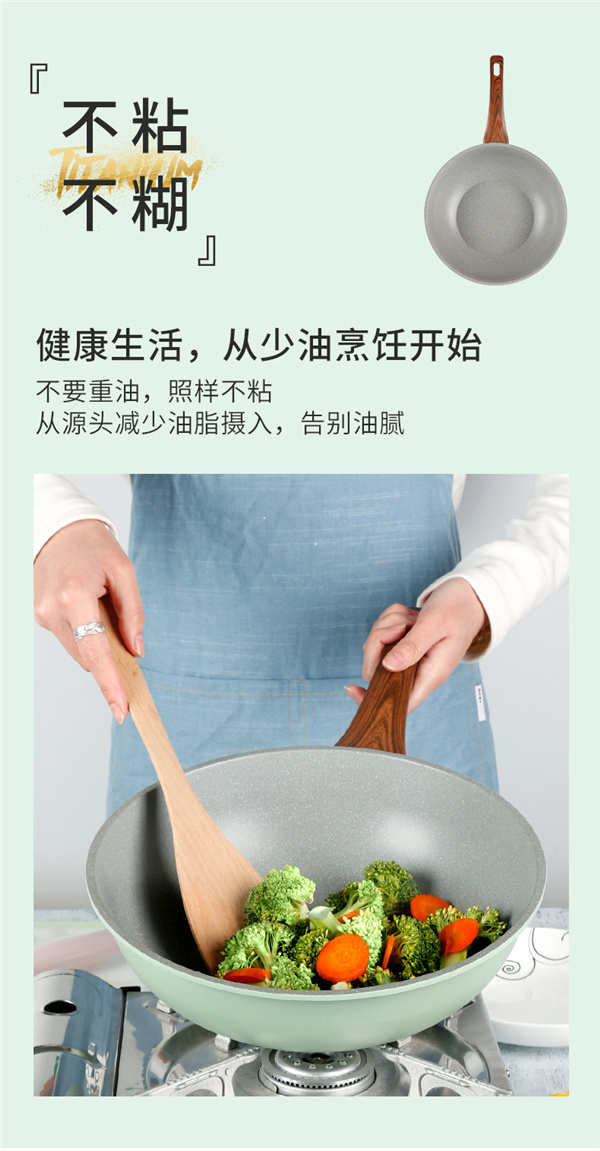 『
不粘
TITANIUM
不糊
』
健康生活，从少油烹饪开始
不要重油，照样不粘
从源头减少油脂摄入，告别油腻